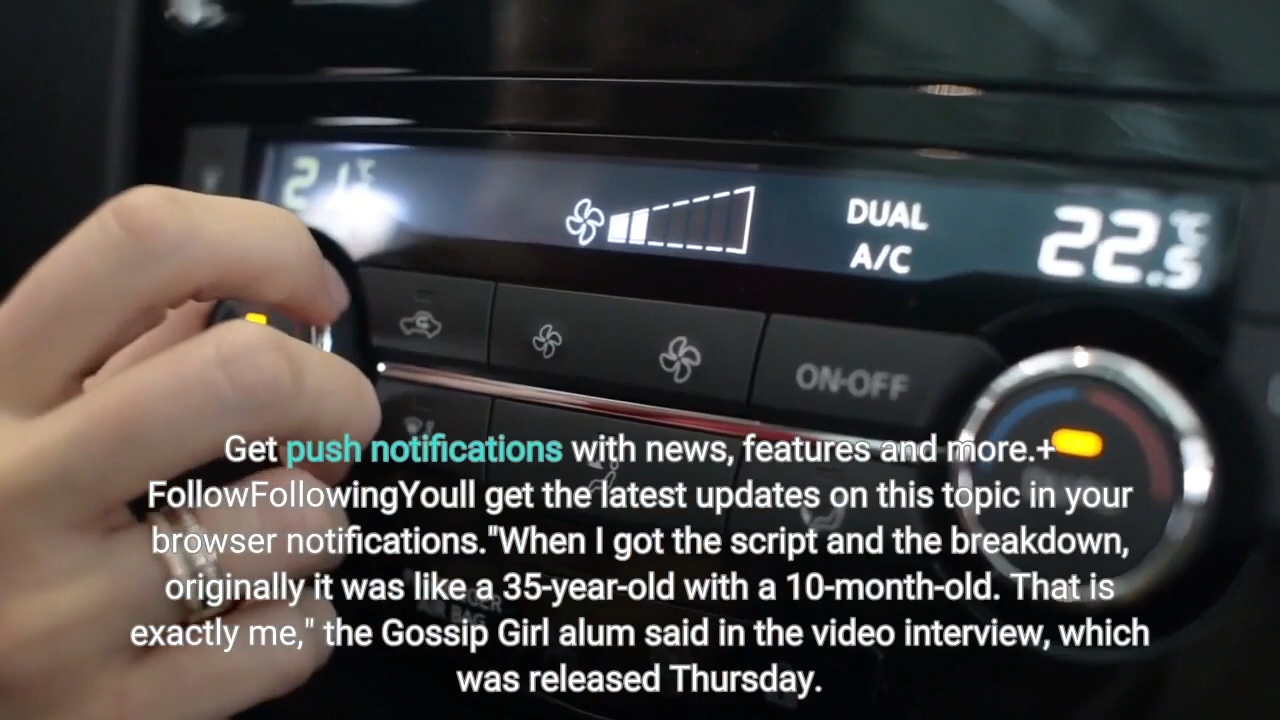 21
°C
DUAL
A/C
22.5
°C
ON·OFF
BAG
Get push notifications with news, features and more.+
FollowFollowingYoull get the latest updates on this topic in your
browser notifications."When I got the script and the breakdown,
originally it was like a 35-year-old with a 10-month-old. That is
exactly me," the Gossip Girl alum said in the video interview, which
was released Thursday.